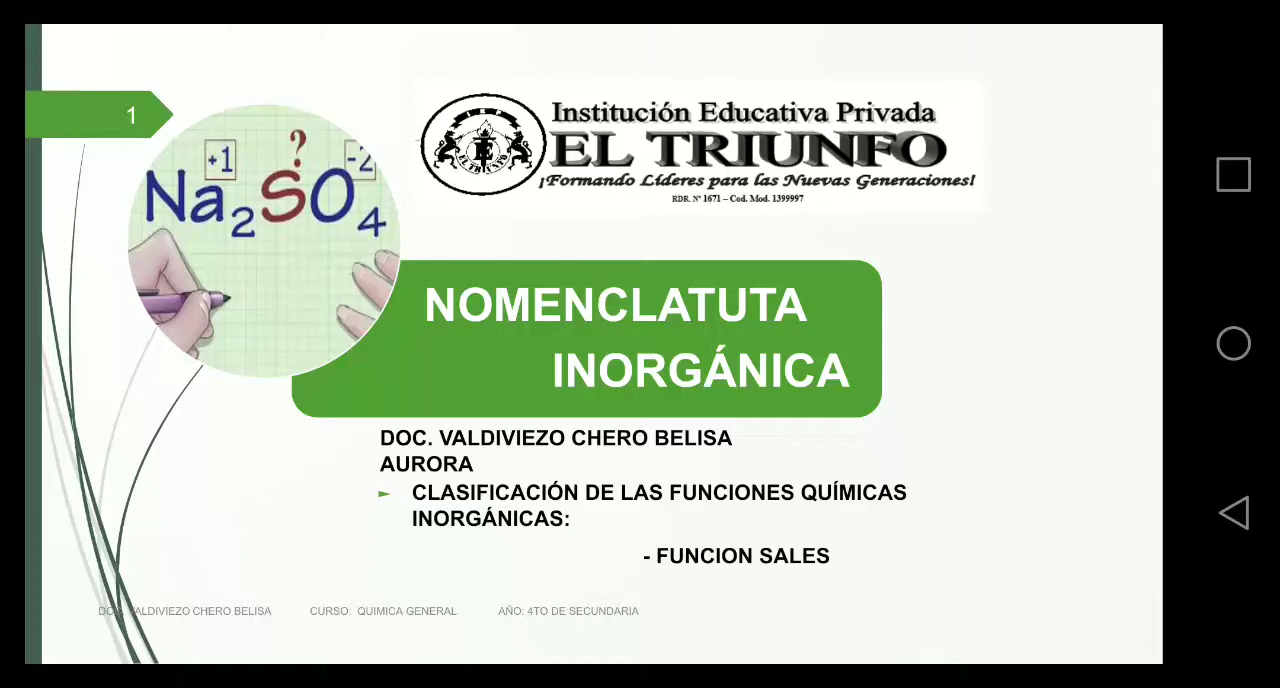 1
+1 ? -2
Na2SO4
Institución Educativa Privada
EL TRIUNFO
¡Formando Líderes para las Nuevas Generaciones!
RDR. Nº 1671 – Cod. Mod. 1399997
NOMENCLATUTA
INORGÁNICA
DOC. VALDIVIEZO CHERO BELISA
AURORA
► CLASIFICACIÓN DE LAS FUNCIONES QUÍMICAS
INORGÁNICAS:
- FUNCION SALES
DOC. VALDIVIEZO CHERO BELISA CURSO: QUIMICA GENERAL AÑO: 4TO DE SECUNDARIA